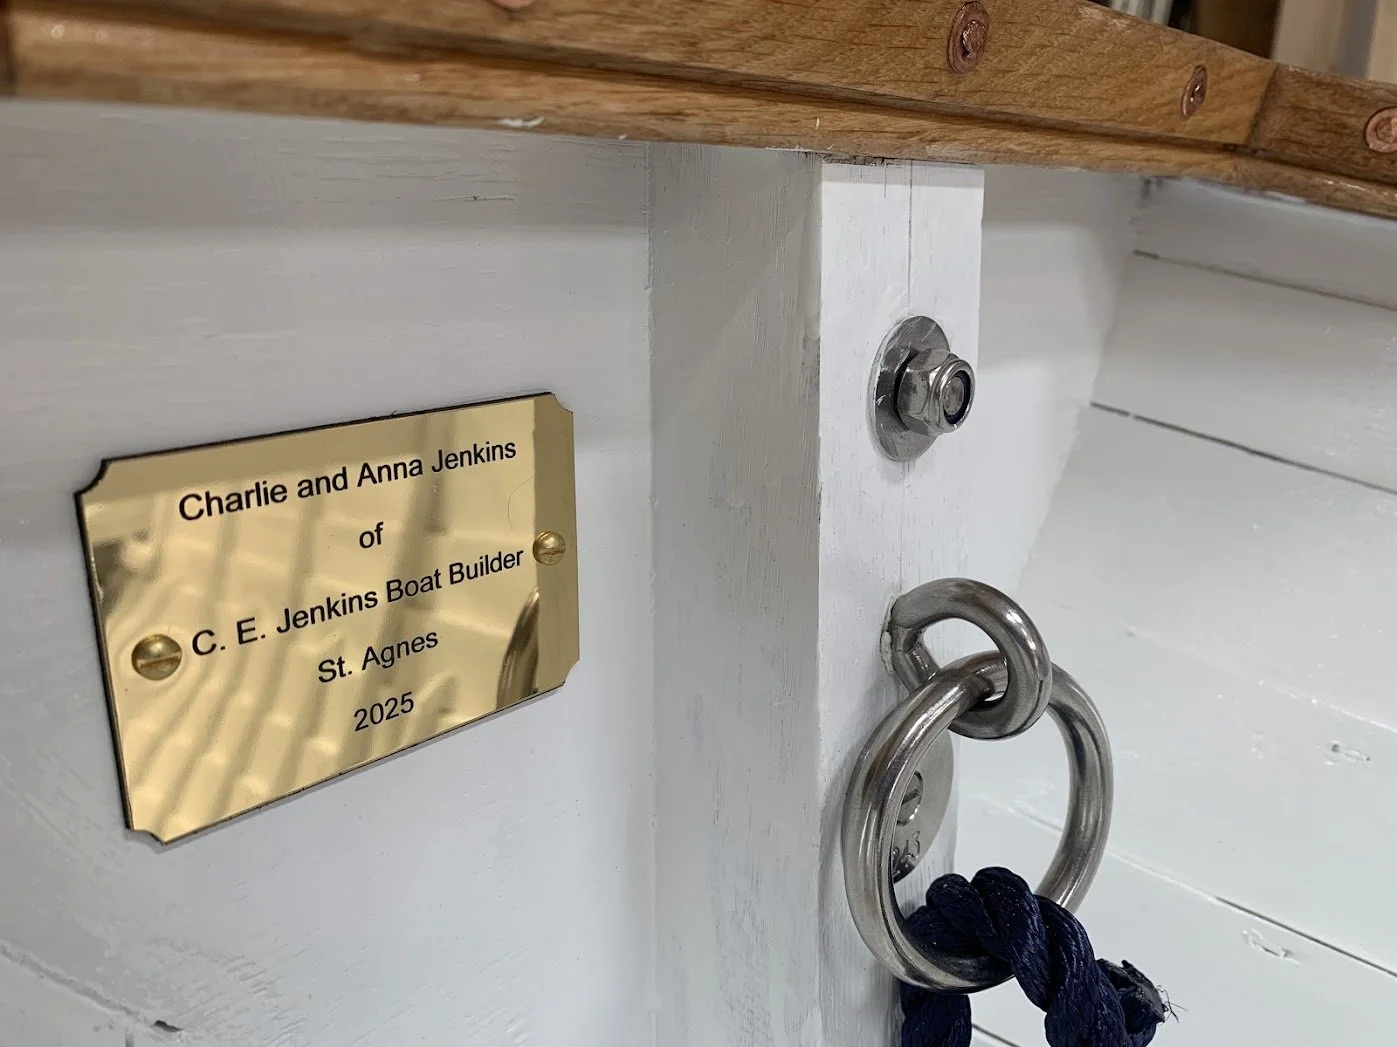 Charlie and Anna Jenkins
of
C. E. Jenkins Boat Builder
St. Agnes
2025